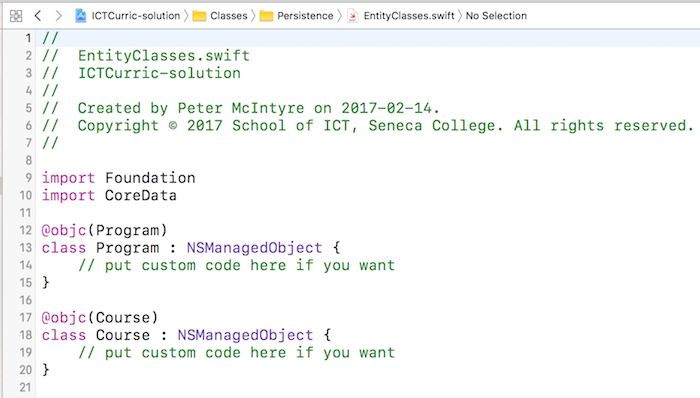 ICTCurric-solution Classes Persistence EntityClasses.swift No Selection
1 //
2 //  EntityClasses.swift
3 //  ICTCurric-solution
4 //
5 //  Created by Peter McIntyre on 2017-02-14.
6 //  Copyright © 2017 School of ICT, Seneca College. All rights reserved.
7 //
8
9 import Foundation
10 import CoreData
11
12 @objc(Program)
13 class Program : NSManagedObject {
14     // put custom code here if you want
15 }
16
17 @objc(Course)
18 class Course : NSManagedObject {
19     // put custom code here if you want
20 }
21